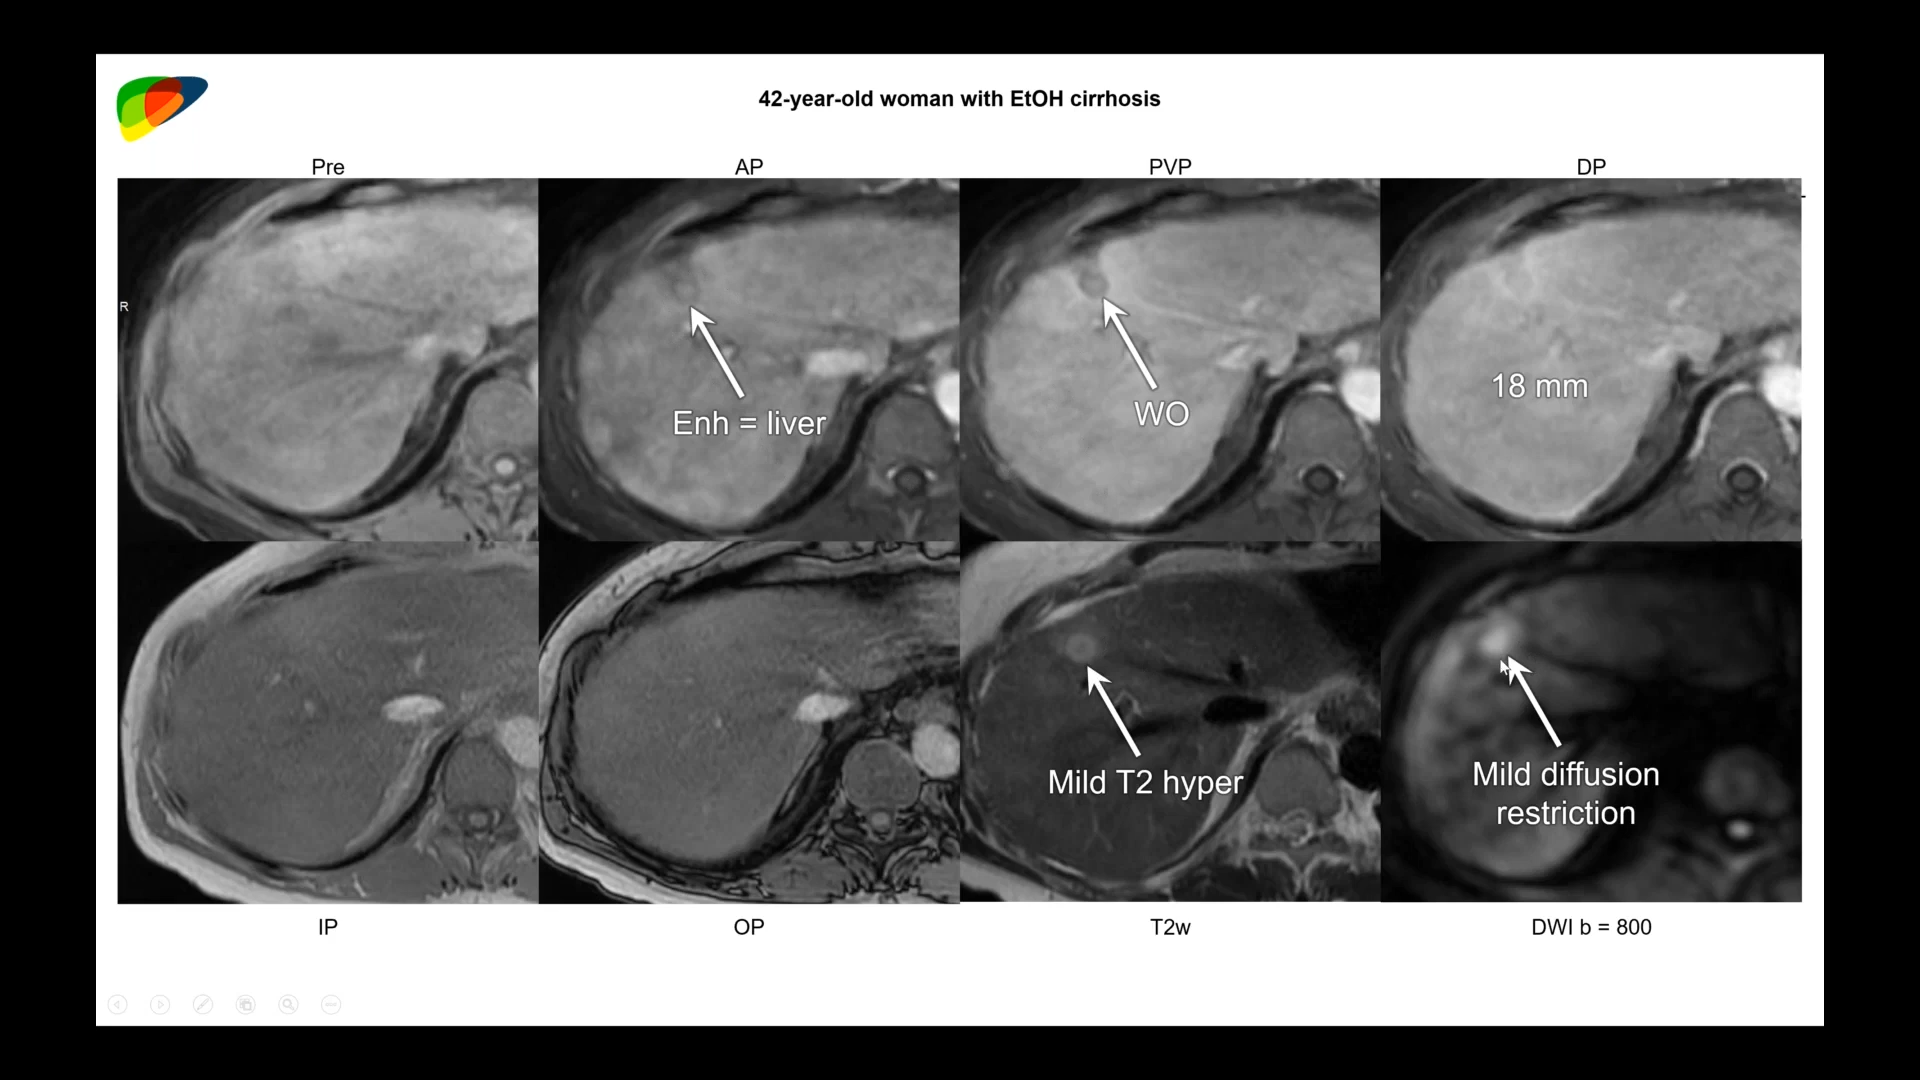 42-year-old woman with EtOH cirrhosis
Pre
AP
PVP
DP
R
Enh = liver
WO
18 mm
Mild T2 hyper
Mild diffusion
restriction
IP
OP
T2w
DWI b = 800